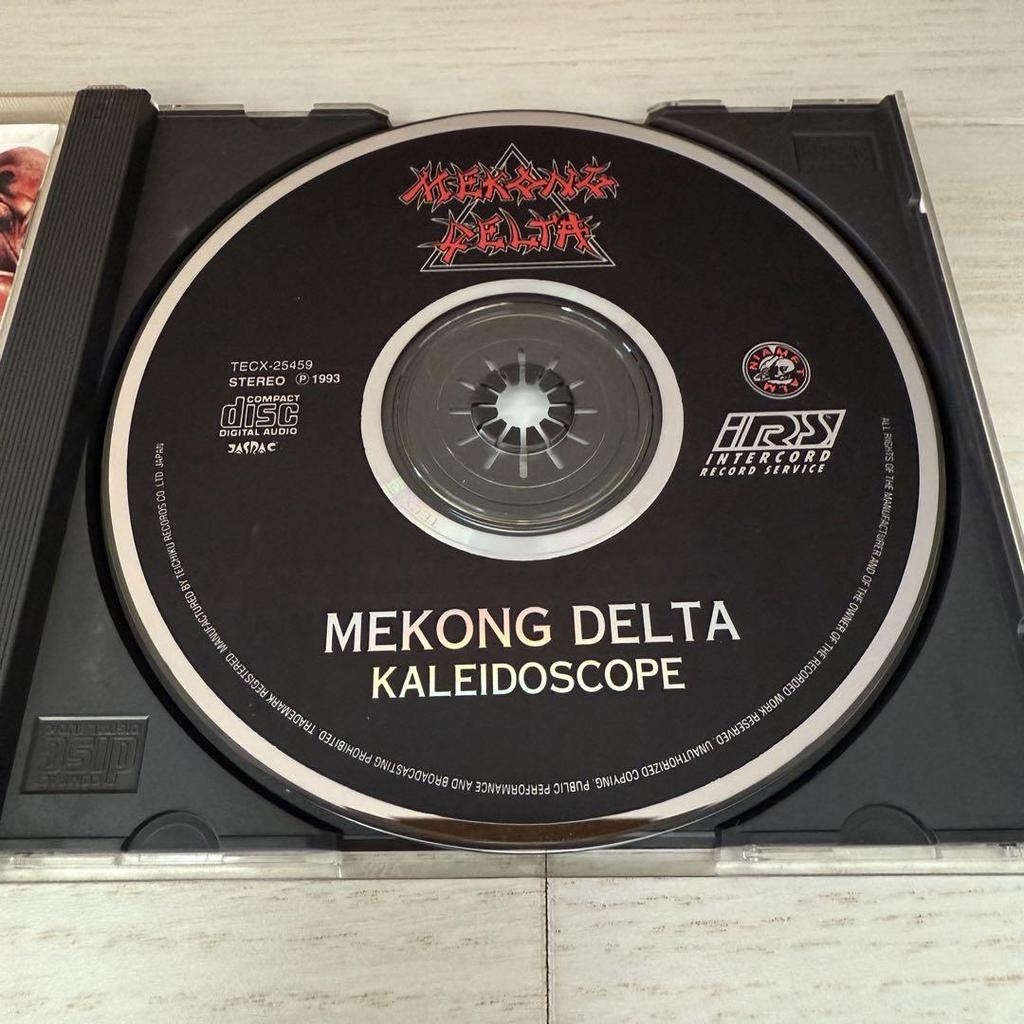 MEKONG
DELTA
TECX-25459
STEREO Ⓟ 1993
COMPACT
disc
DIGITAL AUDIO
JASRAC
NIAMETALM
IRS
INTERCORD
RECORD SERVICE
MEKONG DELTA
KALEIDOSCOPE
ALL RIGHTS OF THE MANUFACTURER AND OF THE OWNER OF THE RECORDED WORK RESERVED. UNAUTHORIZED COPYING, PUBLIC PERFORMANCE AND BROADCASTING PROHIBITED. TRADEMARK REGISTERED. MANUFACTURED BY TEICHIKU RECORDS CO., LTD. JAPAN
disc